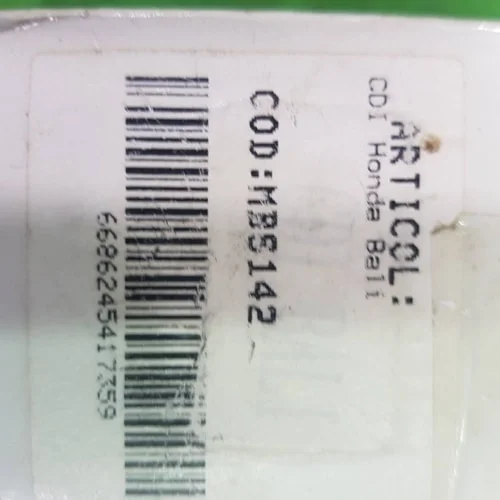 ARTICOL:
CDI Honda Bali
COD:MBS142
6686245417359